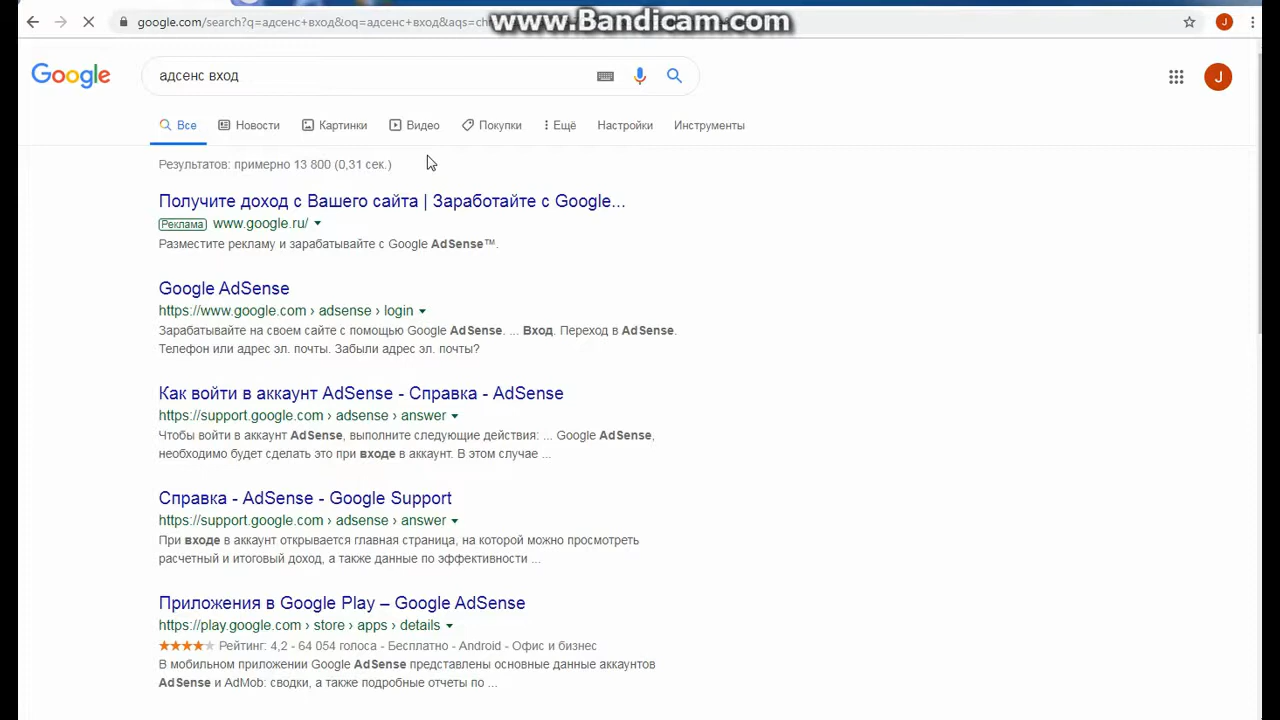 google.com/search?q=адсенс+вход&oq=адсенс+вход&aqs=ch
www.Bandicam.com
J
Google
адсенс вход
J
Все
Новости
Картинки
Видео
Покупки
Ещё
Настройки
Инструменты
Результатов: примерно 13 800 (0,31 сек.)
Получите доход с Вашего сайта | Заработайте с Google...
Реклама www.google.ru/
Разместите рекламу и зарабатывайте с Google AdSense™.
Google AdSense
https://www.google.com › adsense › login
Зарабатывайте на своем сайте с помощью Google AdSense. ... Вход. Переход в AdSense.
Телефон или адрес эл. почты. Забыли адрес эл. почты?
Как войти в аккаунт AdSense - Справка - AdSense
https://support.google.com › adsense › answer
Чтобы войти в аккаунт AdSense, выполните следующие действия: ... Google AdSense,
необходимо будет сделать это при входе в аккаунт. В этом случае ...
Справка - AdSense - Google Support
https://support.google.com › adsense › answer
При входе в аккаунт открывается главная страница, на которой можно просмотреть
расчетный и итоговый доход, а также данные по эффективности ...
Приложения в Google Play – Google AdSense
https://play.google.com › store › apps › details
Рейтинг: 4,2 - 64 054 голоса - Бесплатно - Android - Офис и бизнес
В мобильном приложении Google AdSense представлены основные данные аккаунтов
AdSense и AdMob: сводки, а также подробные отчеты по ...